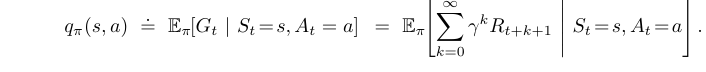 q_π(s, a) ≐ 𝔼_π[G_t | S_t = s, A_t = a] = 𝔼_π[∑_{k=0}^{∞} γ^k R_{t+k+1} | S_t = s, A_t = a] .